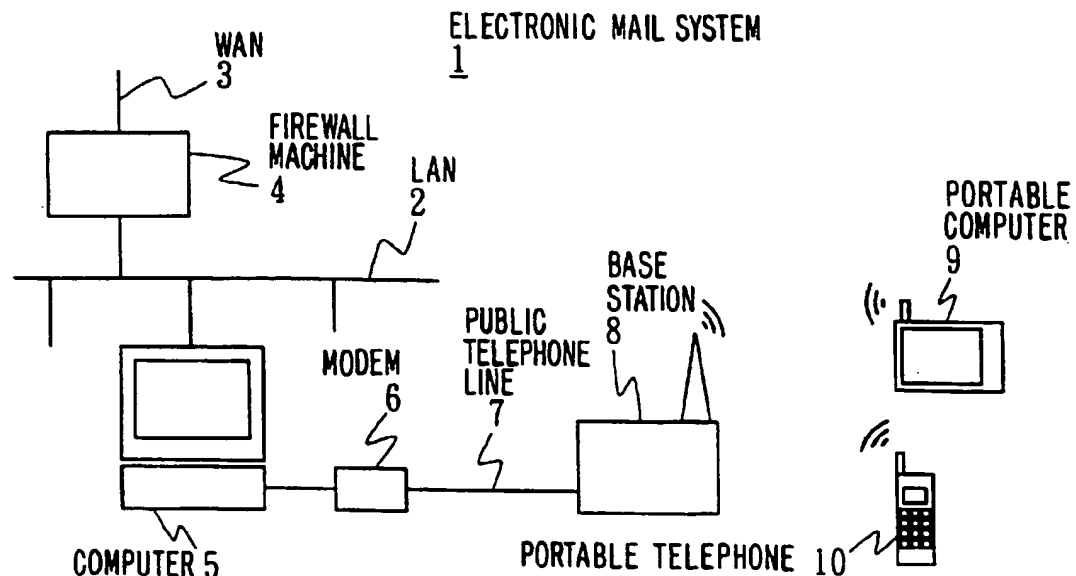 ELECTRONIC MAIL SYSTEM
1
WAN
3
FIREWALL
MACHINE
4
LAN
2
PORTABLE
COMPUTER
9
BASE
STATION
8
PUBLIC
TELEPHONE
LINE
7
MODEM
6
COMPUTER 5
PORTABLE TELEPHONE 10